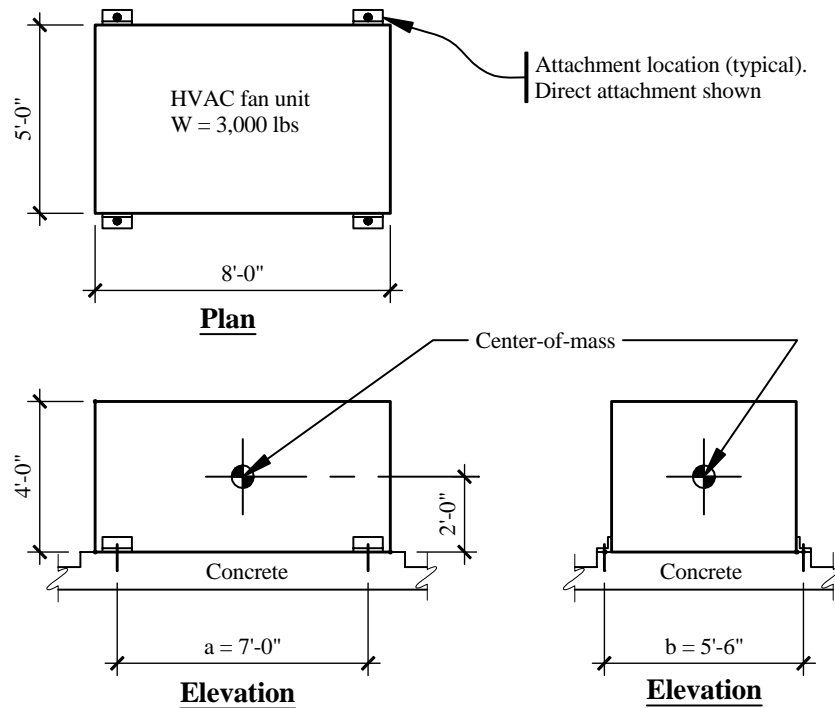 Attachment location (typical).
Direct attachment shown
HVAC fan unit
W = 3,000 lbs
5'-0"
8'-0"
Plan
Center-of-mass
4'-0"
2'-0"
Concrete
Concrete
a = 7'-0"
b = 5'-6"
Elevation
Elevation